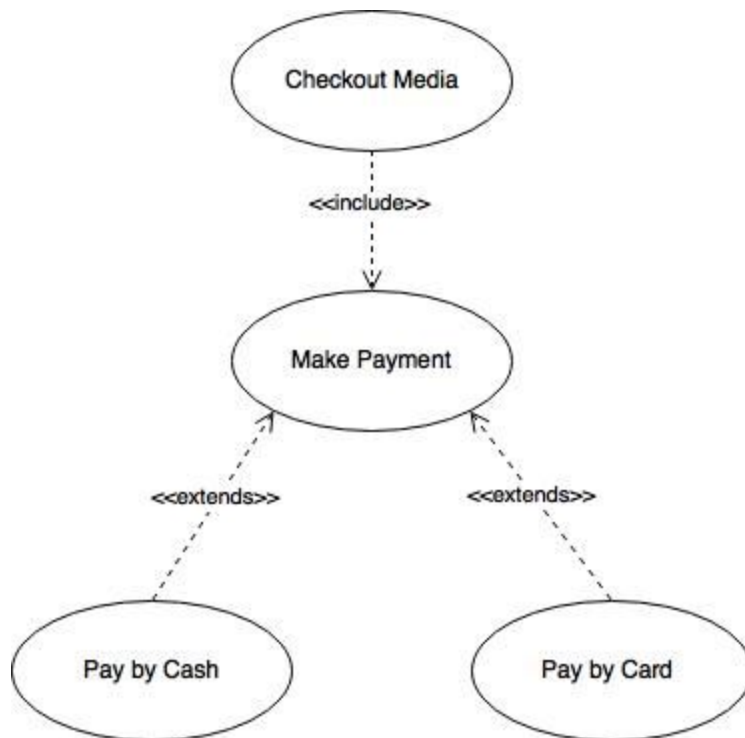 Checkout Media
<<include>>
Make Payment
<<extends>>
<<extends>>
Pay by Cash
Pay by Card